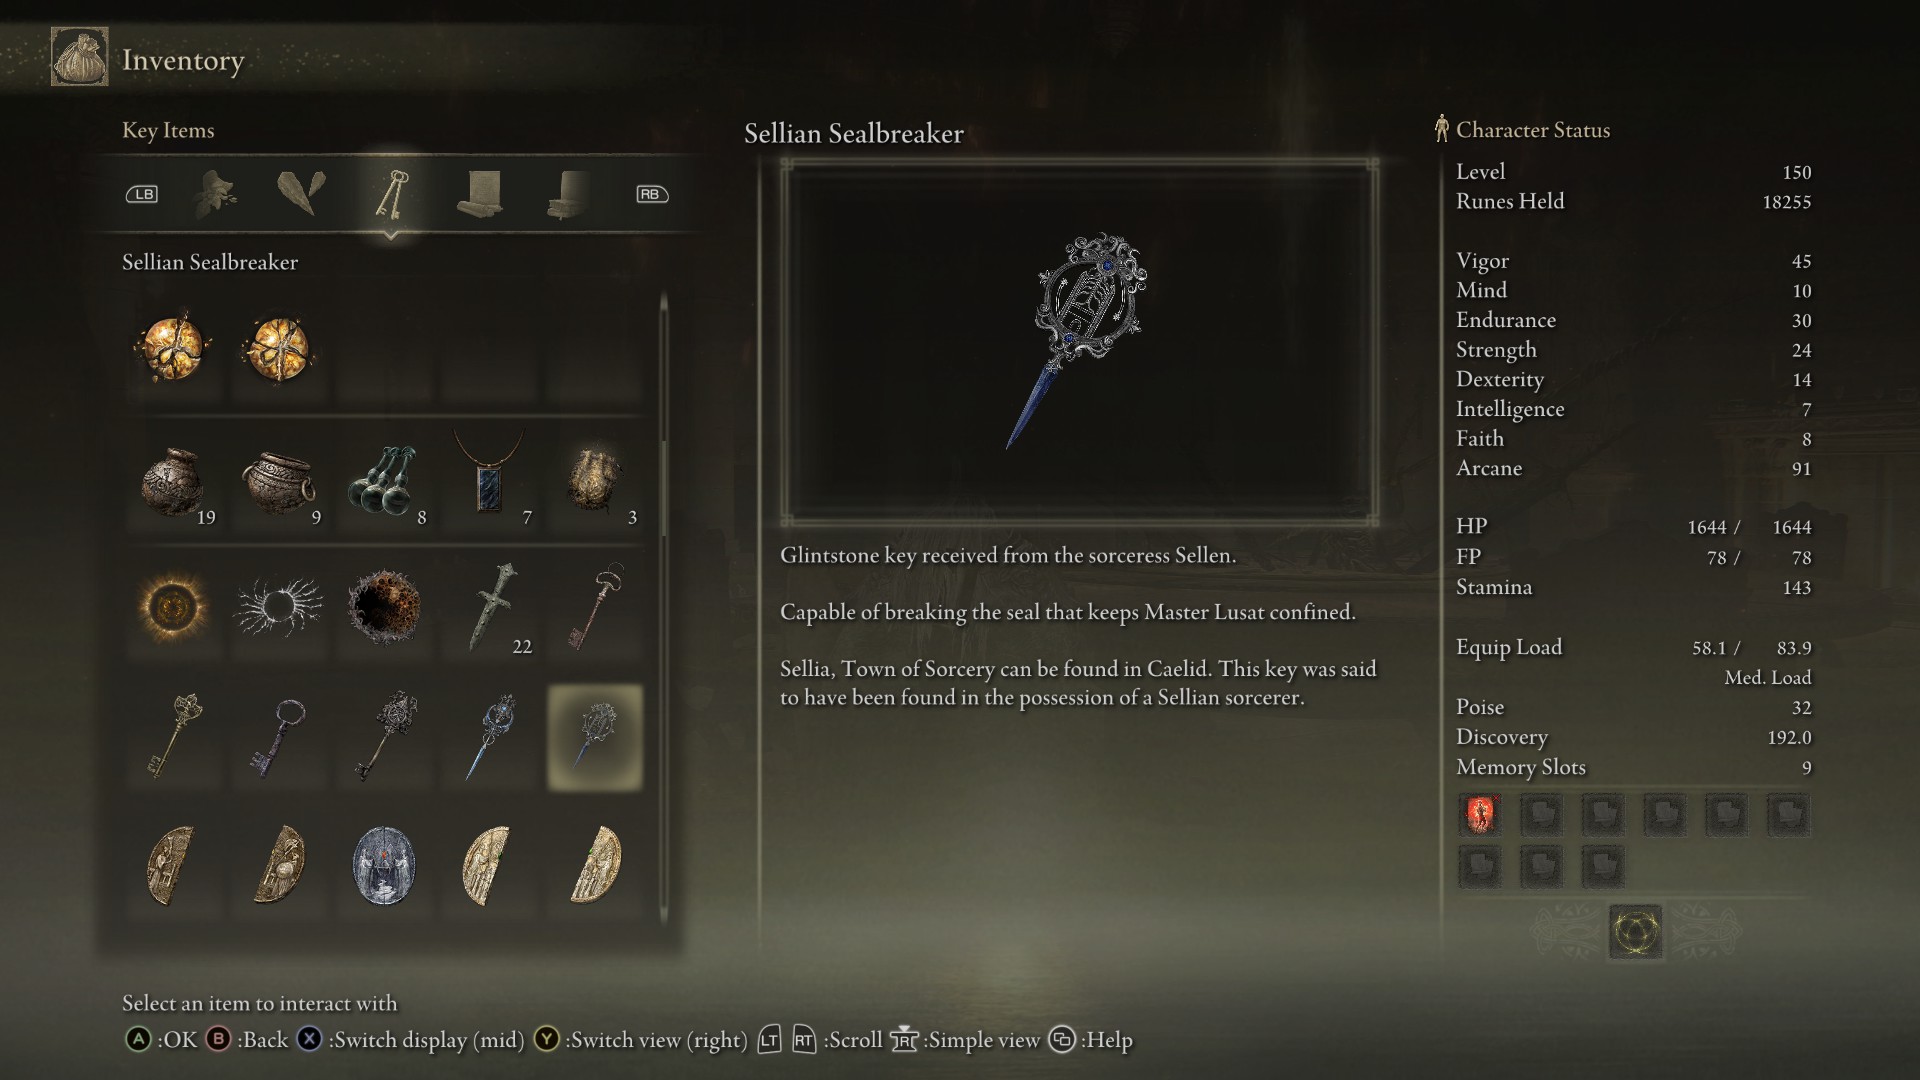 Inventory
Key Items
LB
RB
Sellian Sealbreaker
19
9
8
7
3
22
Sellian Sealbreaker
Glintstone key received from the sorceress Sellen.
Capable of breaking the seal that keeps Master Lusat confined.
Sellia, Town of Sorcery can be found in Caelid. This key was said
to have been found in the possession of a Sellian sorcerer.
Character Status
Level 150
Runes Held 18255
Vigor 45
Mind 10
Endurance 30
Strength 24
Dexterity 14
Intelligence 7
Faith 8
Arcane 91
HP 1644 / 1644
FP 78 / 78
Stamina 143
Equip Load 58.1 / 83.9
Med. Load
Poise 32
Discovery 192.0
Memory Slots 9
Select an item to interact with
A :OK B :Back X :Switch display (mid) Y :Switch view (right) LT RT :Scroll R :Simple view :Help